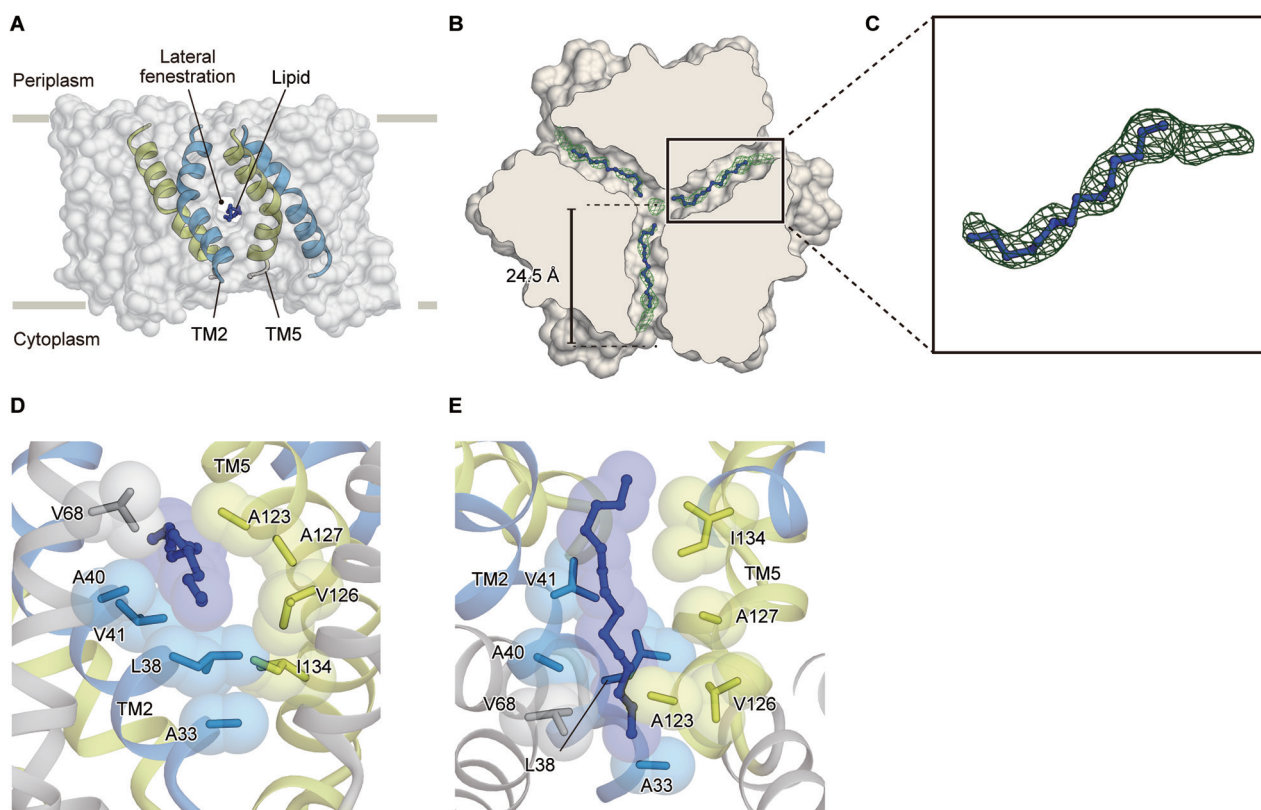 A
Lateral
fenestration
Lipid
Periplasm
TM2
TM5
Cytoplasm
B
24.5 Å
C
D
TM5
V68
A123
A127
A40
V126
V41
L38
I134
TM2
A33
E
I134
TM2
V41
TM5
A127
A40
V68
A123
V126
L38
A33